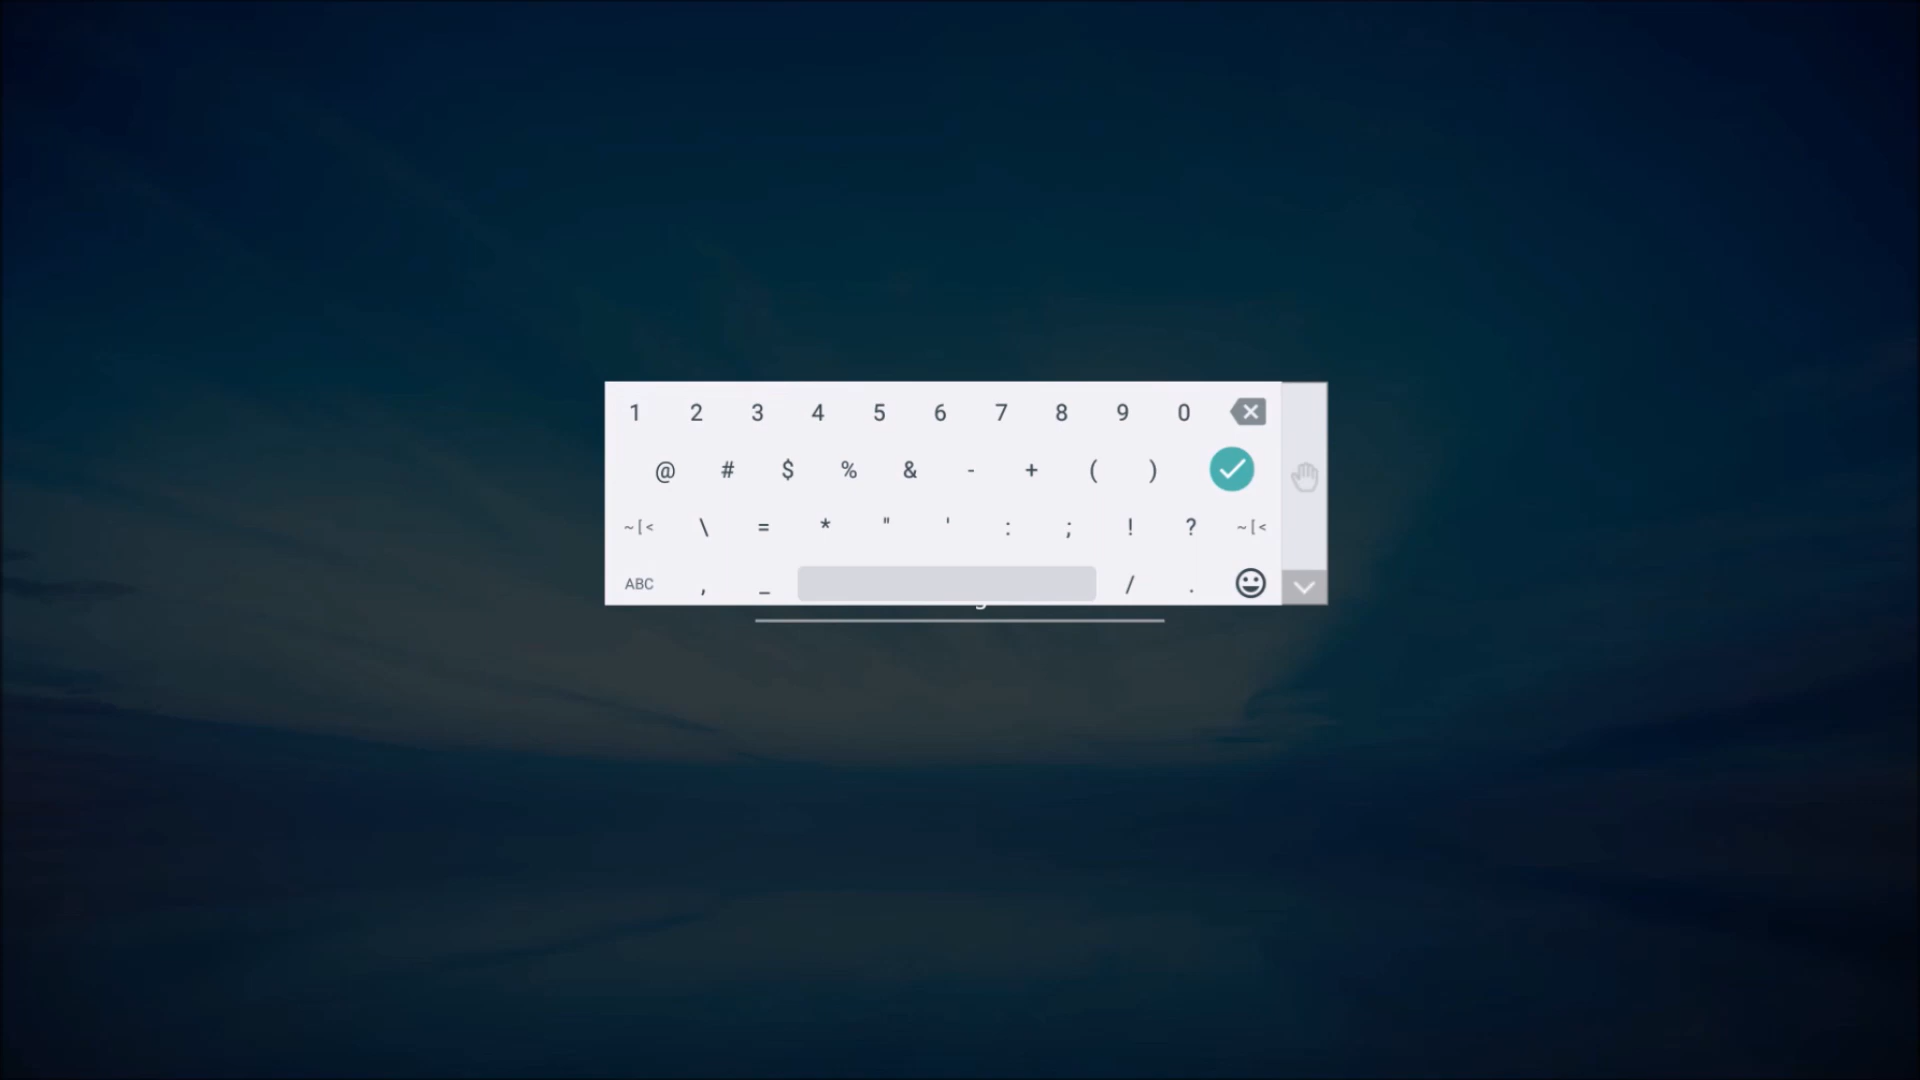 1 2 3 4 5 6 7 8 9 0
@ # $ % & - + ( )
~[< \ = * " ' : ; ! ? ~[<
ABC , _ / .